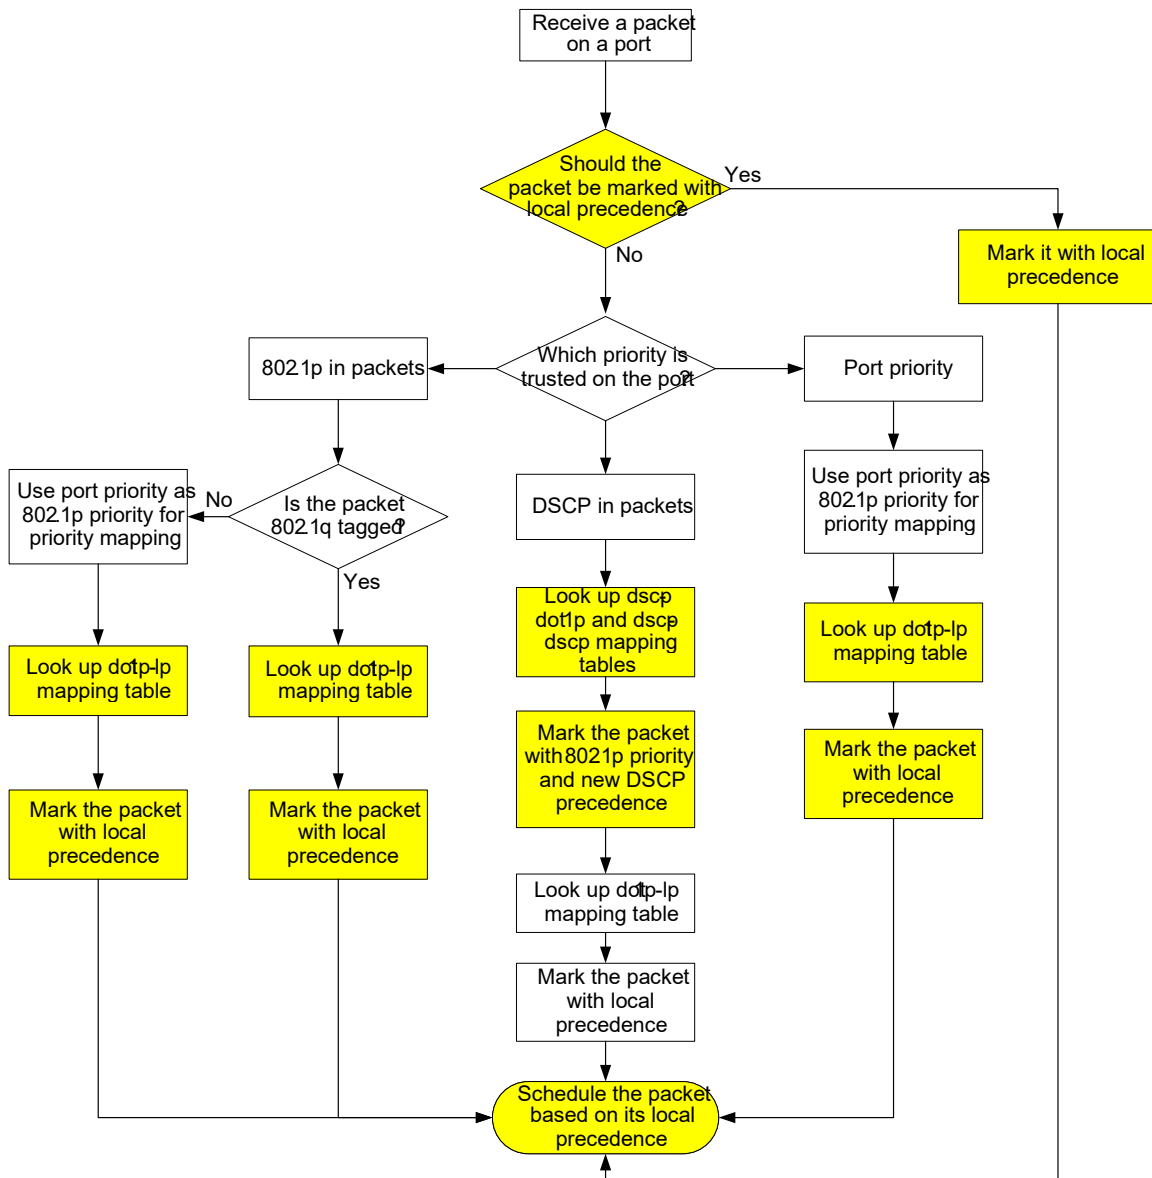 Receive a packet
on a port
Should the
packet be marked with
local precedence?
Yes
No
Mark it with local
precedence
Which priority is
trusted on the port?
802.1p in packets
Port priority
Use port priority as
802.1p priority for
priority mapping
No
Is the packet
802.1q tagged?
Yes
DSCP in packets
Use port priority as
802.1p priority for
priority mapping
Look up dotp-lp
mapping table
Look up dot1p-lp
mapping table
Look up dscp-
dot1p and dscp-
dscp mapping
tables
Look up dot1p-lp
mapping table
Mark the packet
with 802.1p priority
and new DSCP
precedence
Mark the packet
with local
precedence
Mark the packet
with local
precedence
Mark the packet
with local
precedence
Look up dot1p-lp
mapping table
Mark the packet
with local
precedence
Schedule the packet
based on its local
precedence